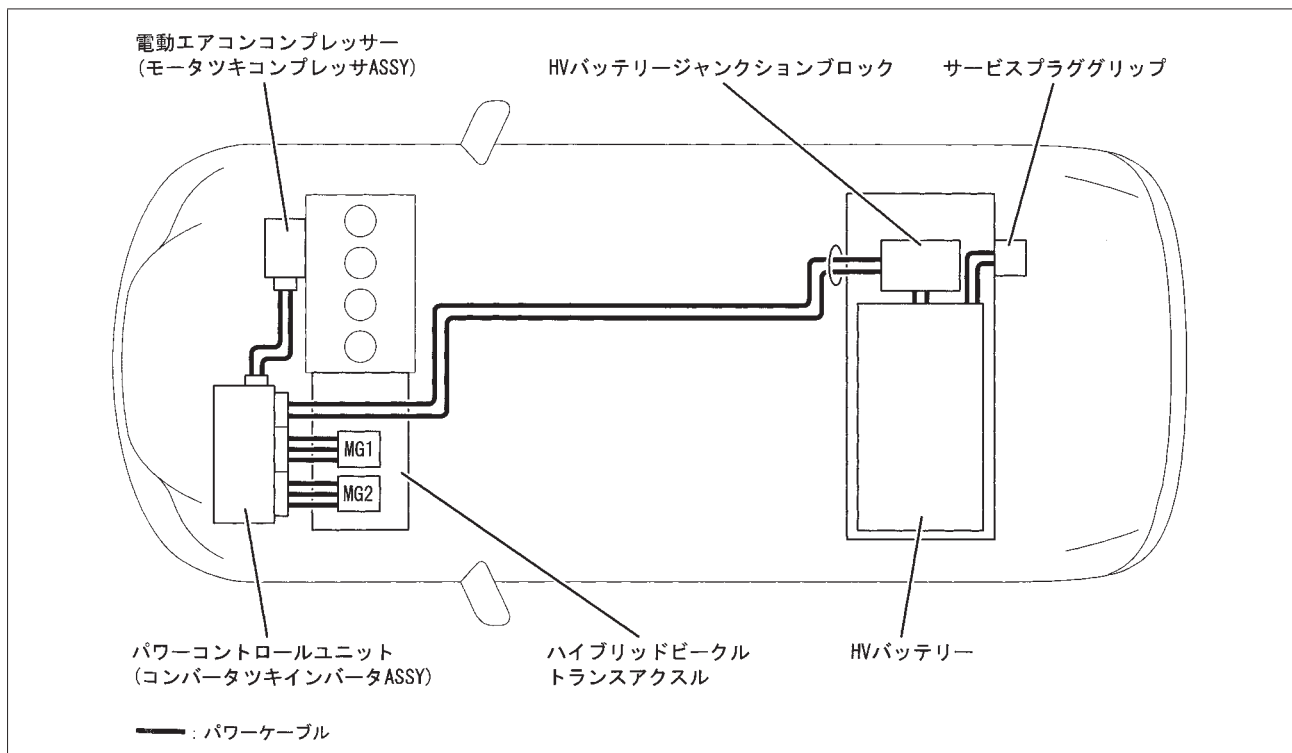 電動エアコンコンプレッサー
(モータツキコンプレッサASSY)
HVバッテリージャンクションブロック
サービスプラググリップ
MG1
MG2
パワーコントロールユニット
(コンバータツキインバータASSY)
ハイブリッドビークル
トランスアクスル
HVバッテリー
：パワーケーブル